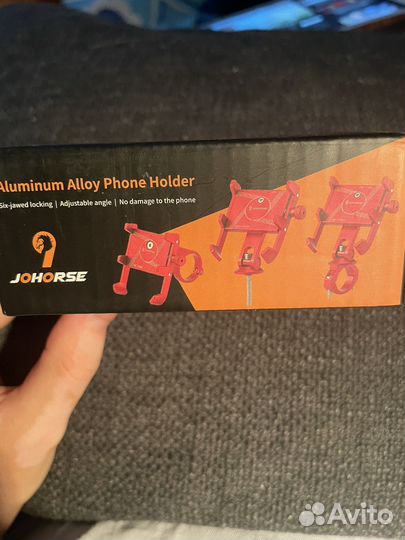 Aluminum Alloy Phone Holder
Six-jawed locking | Adjustable angle | No damage to the phone
JOHORSE
Avito